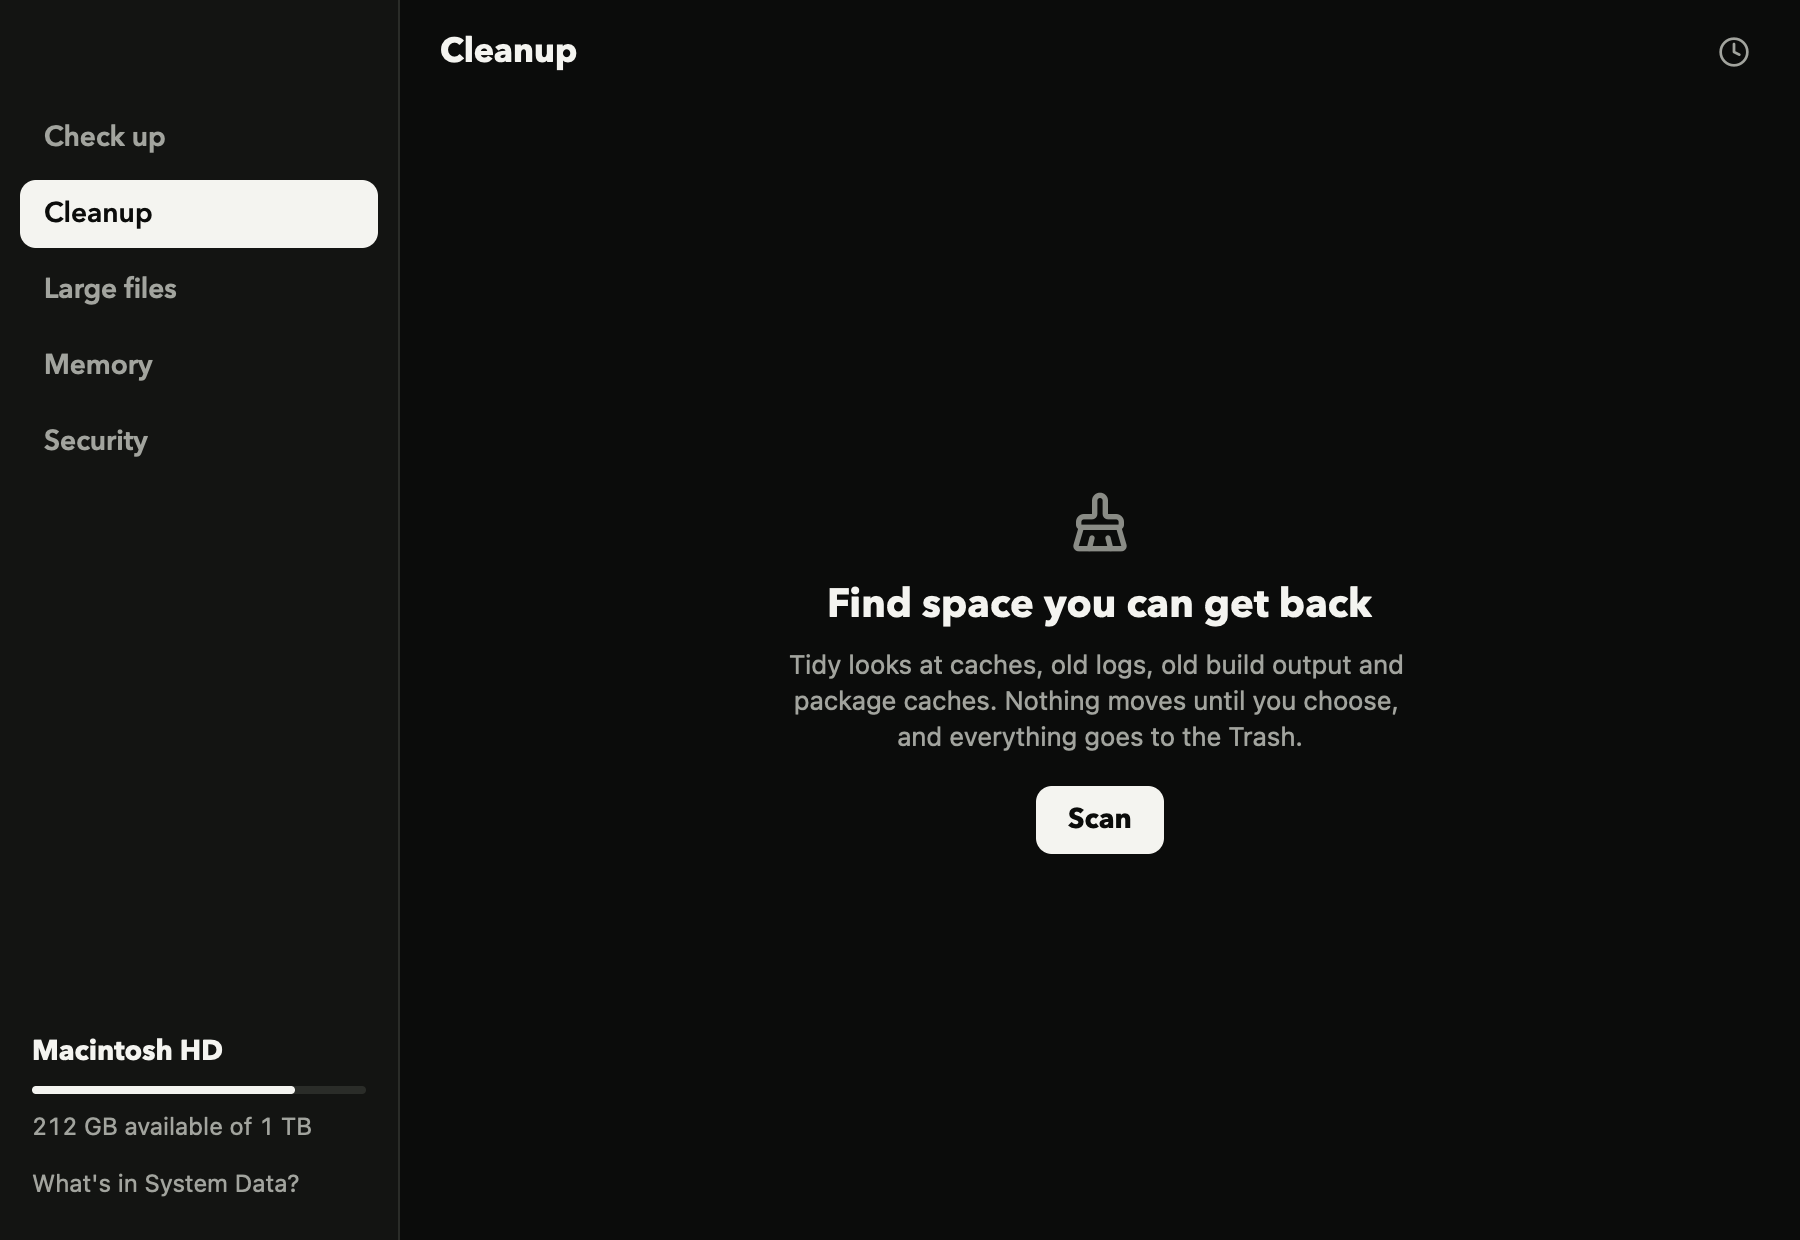 Cleanup
Check up
Cleanup
Large files
Memory
Security
Find space you can get back
Tidy looks at caches, old logs, old build output and
package caches. Nothing moves until you choose,
and everything goes to the Trash.
Scan
Macintosh HD
212 GB available of 1 TB
What's in System Data?